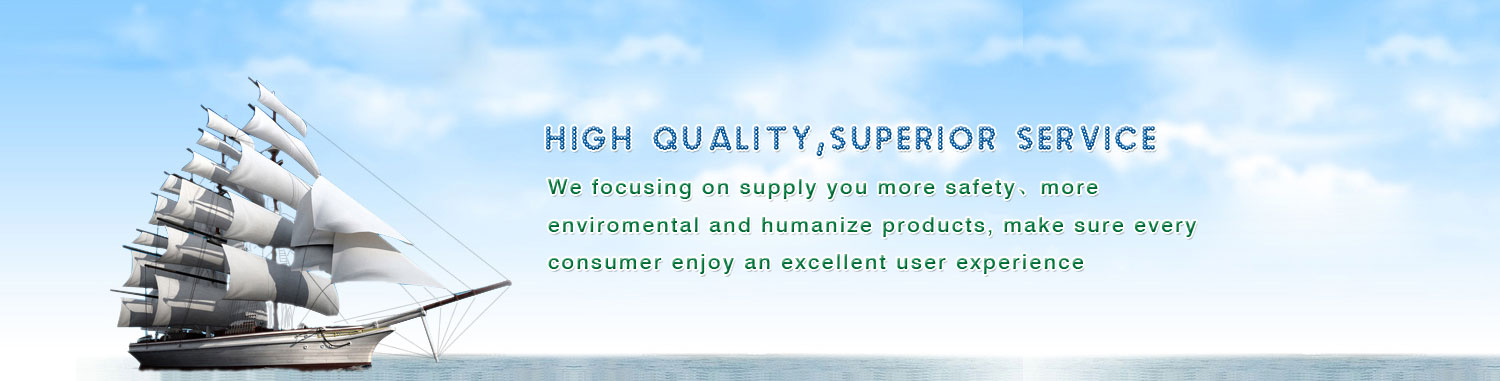 HIGH QUALITY,SUPERIOR SERVICE
We focusing on supply you more safety、more
enviromental and humanize products, make sure every
consumer enjoy an excellent user experience